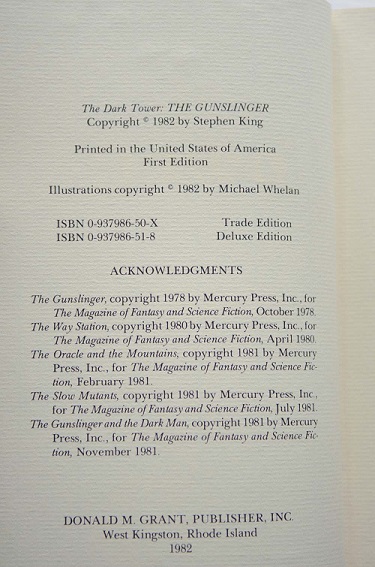 The Dark Tower: THE GUNSLINGER
Copyright © 1982 by Stephen King
Printed in the United States of America
First Edition
Illustrations copyright © 1982 by Michael Whelan
ISBN 0-937986-50-X Trade Edition
ISBN 0-937986-51-8 Deluxe Edition
ACKNOWLEDGMENTS
The Gunslinger, copyright 1978 by Mercury Press, Inc., for
The Magazine of Fantasy and Science Fiction, October 1978.
The Way Station, copyright 1980 by Mercury Press, Inc., for
The Magazine of Fantasy and Science Fiction, April 1980.
The Oracle and the Mountains, copyright 1981 by Mercury
Press, Inc., for The Magazine of Fantasy and Science Fic-
tion, February 1981.
The Slow Mutants, copyright 1981 by Mercury Press, Inc.,
for The Magazine of Fantasy and Science Fiction, July 1981.
The Gunslinger and the Dark Man, copyright 1981 by Mercury
Press, Inc., for The Magazine of Fantasy and Science Fic-
tion, November 1981.
DONALD M. GRANT, PUBLISHER, INC.
West Kingston, Rhode Island
1982